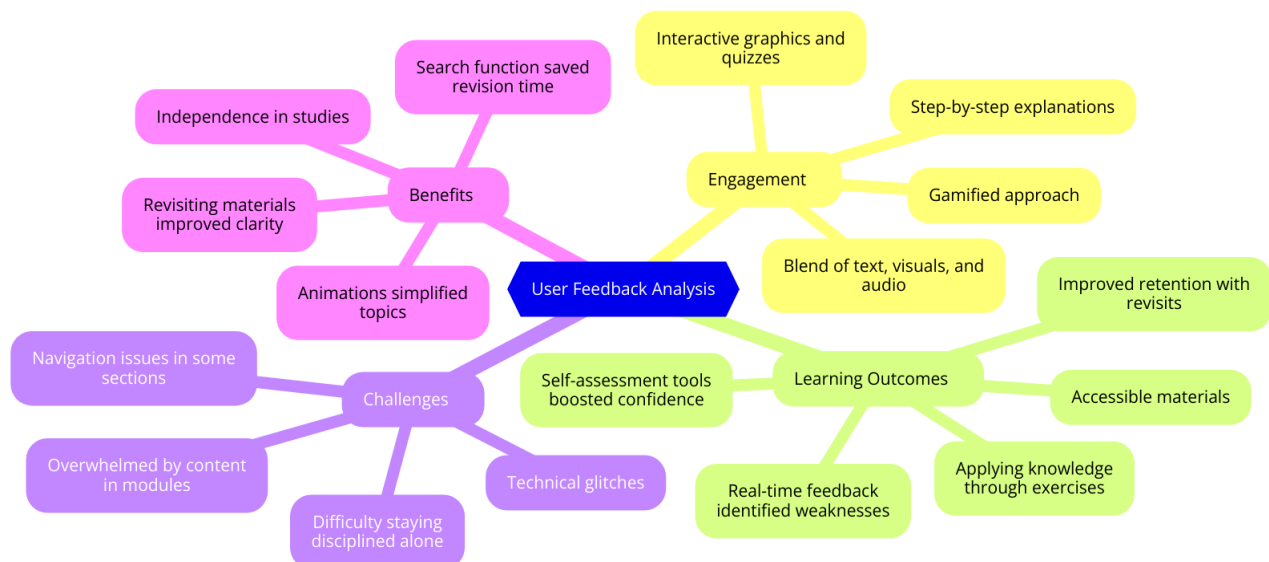 User Feedback Analysis
Engagement
Interactive graphics and
quizzes
Step-by-step explanations
Gamified approach
Blend of text, visuals, and
audio
Learning Outcomes
Improved retention with
revisits
Accessible materials
Applying knowledge
through exercises
Real-time feedback
identified weaknesses
Self-assessment tools
boosted confidence
Benefits
Search function saved
revision time
Independence in studies
Revisiting materials
improved clarity
Animations simplified
topics
Challenges
Navigation issues in some
sections
Overwhelmed by content
in modules
Difficulty staying
disciplined alone
Technical glitches